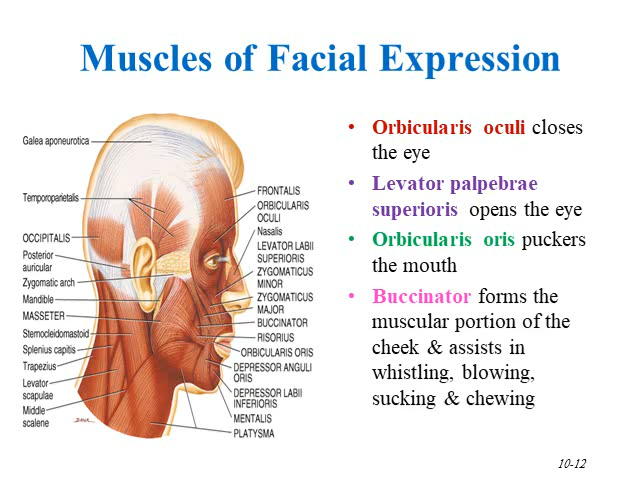 Muscles of Facial Expression
Galea aponeurotica
Temporoparietalis
OCCIPITALIS
Posterior
auricular
Zygomatic arch
Mandible
MASSETER
Sternocleidomastoid
Splenius capitis
Trapezius
Levator
scapulae
Middle
scalene
FRONTALIS
ORBICULARIS
OCULI
Nasalis
LEVATOR LABII
SUPERIORIS
ZYGOMATICUS
MINOR
ZYGOMATICUS
MAJOR
BUCCINATOR
RISORIUS
ORBICULARIS ORIS
DEPRESSOR ANGULI
ORIS
DEPRESSOR LABII
INFERIORIS
MENTALIS
PLATYSMA
• Orbicularis oculi closes
the eye
• Levator palpebrae
superioris opens the eye
• Orbicularis oris puckers
the mouth
• Buccinator forms the
muscular portion of the
cheek & assists in
whistling, blowing,
sucking & chewing
10-12